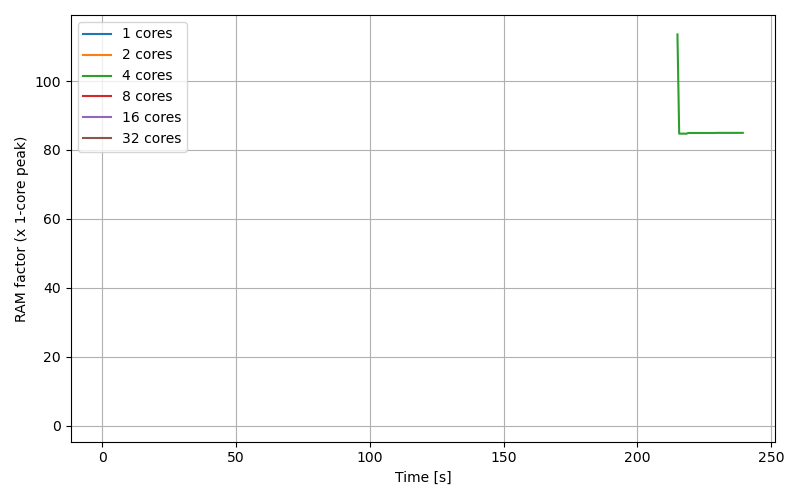 1 cores
2 cores
4 cores
8 cores
16 cores
32 cores
100
80
60
40
20
0
RAM factor (x 1-core peak)
0 50 100 150 200 250
Time [s]